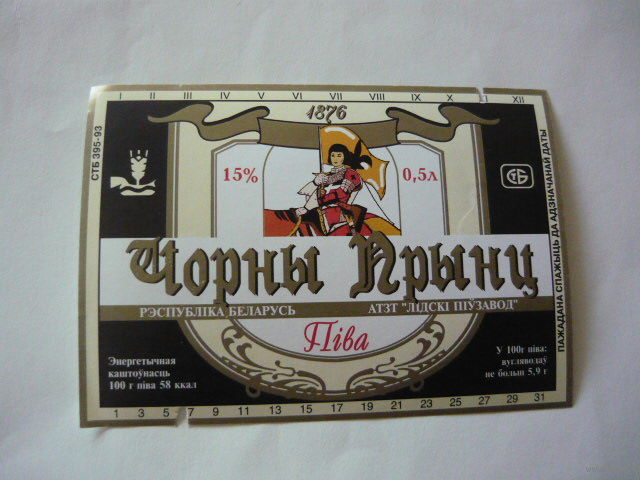 I II III IV V VI VII VIII IX X XI XII
1876
СТБ 395-93
15% 0,5л
СТБ
Чорны Прынц
РЭСПУБЛІКА БЕЛАРУСЬ АТЗТ "ЛІДСКІ ПІЎЗАВОД"
Піва
Энергетычная
каштоўнасць
100 г піва 58 ккал
У 100г піва:
вугляводаў
не больш 5,9 г
ПАЖАДАНА СПАЖЫЦЬ ДА АДЗНАЧАНАЙ ДАТЫ
1 3 5 7 9 11 13 15 17 19 21 23 25 27 29 31